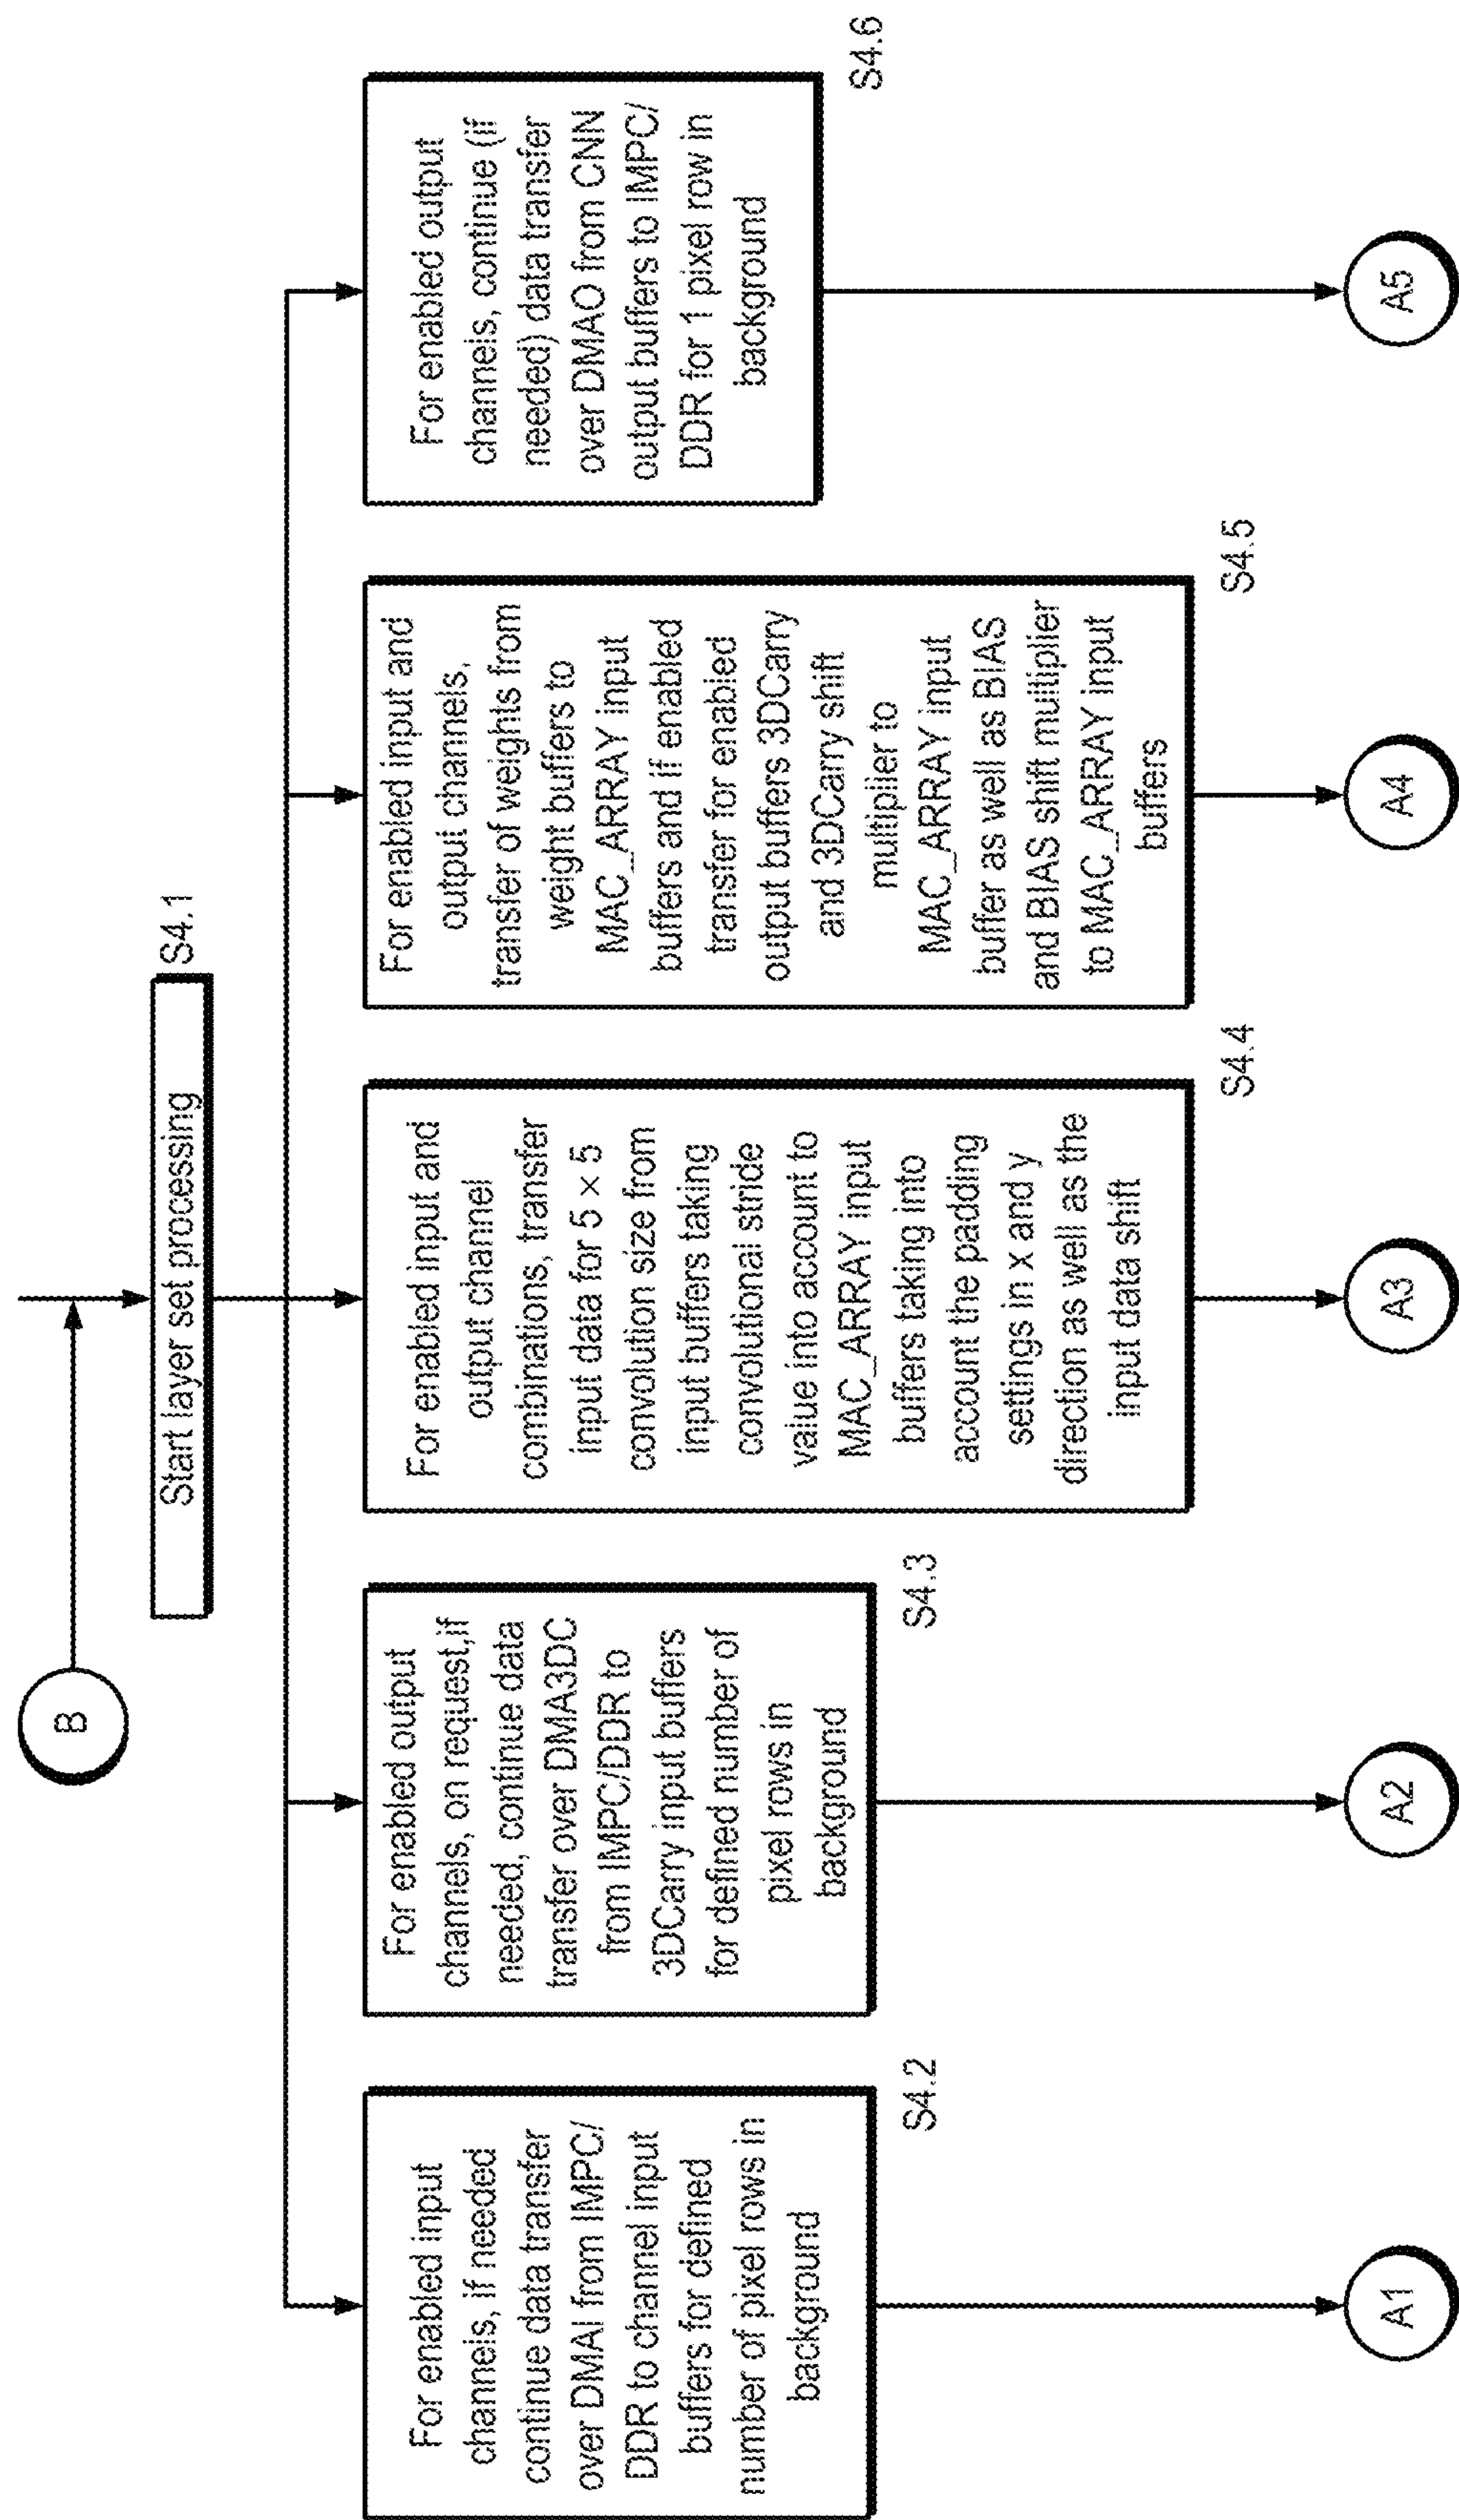 B
Start layer set processing
S4.1
For enabled input
channels, if needed
continue data transfer
over DMAI from IMPC/
DDR to channel input
buffers for defined
number of pixel rows in
background
S4.2
For enabled output
channels, on request,if
needed, continue data
transfer over DMA3DC
from IMPC/DDR to
3DCarry input buffers
for defined number of
pixel rows in
background
S4.3
For enabled input and
output channel
combinations, transfer
input data for 5 × 5
convolution size from
input buffers taking
convolutional stride
value into account to
MAC_ARRAY input
buffers taking into
account the padding
settings in x and y
direction as well as the
input data shift
S4.4
For enabled input and
output channels,
transfer of weights from
weight buffers to
MAC_ARRAY input
buffers and if enabled
transfer for enabled
output buffers 3DCarry
and 3DCarry shift
multiplier to
MAC_ARRAY input
buffer as well as BIAS
and BIAS shift multiplier
to MAC_ARRAY input
buffers
S4.5
For enabled output
channels, continue (if
needed) data transfer
over DMAO from CNN
output buffers to IMPC/
DDR for 1 pixel row in
background
S4.6
A1
A2
A3
A4
A5